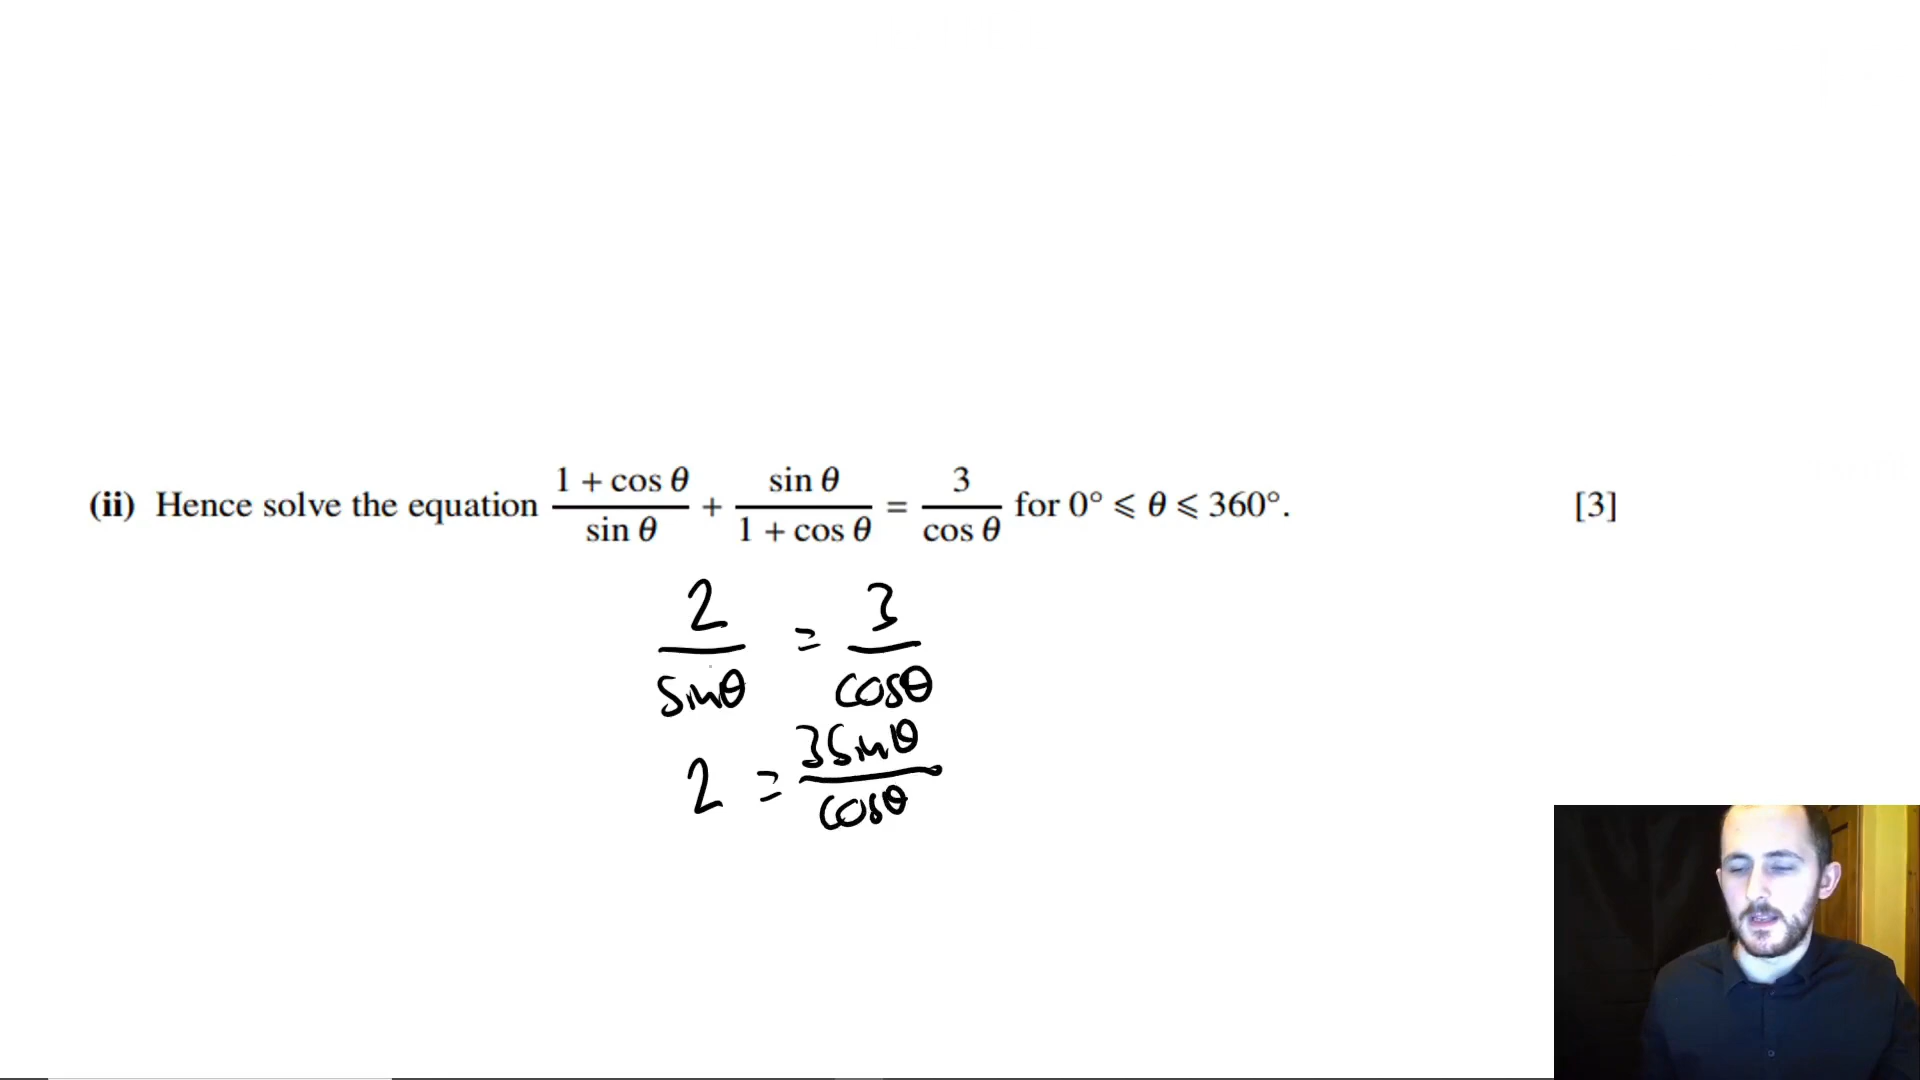 (ii) Hence solve the equation (1 + cos θ)/(sin θ) + (sin θ)/(1 + cos θ) = 3/(cos θ) for 0° ⩽ θ ⩽ 360°. [3]
2/(sinθ) = 3/(cosθ)
2 = (3sinθ)/(cosθ)